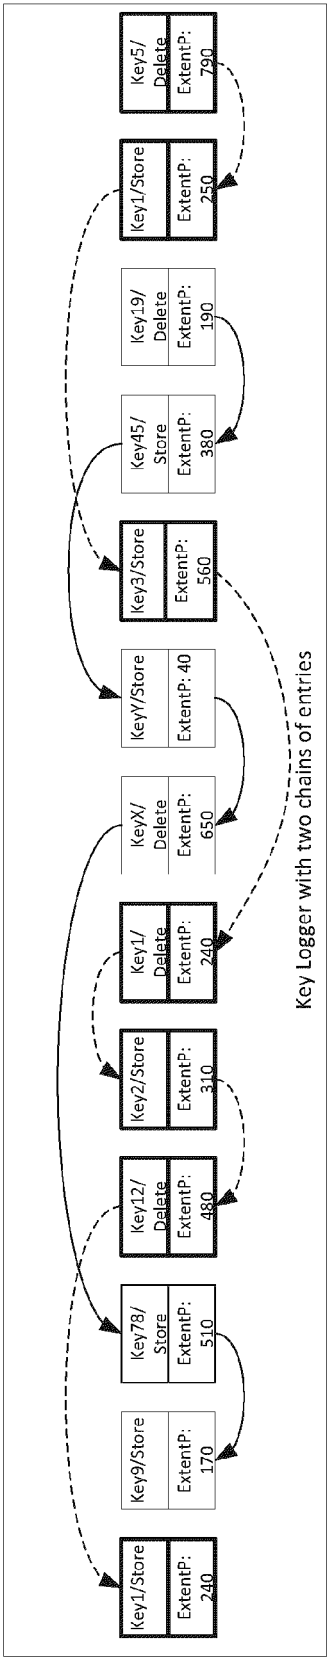 Key1/Store
ExtentP:
240
Key9/Store
ExtentP:
170
Key78/
Store
ExtentP:
510
Key12/
Delete
ExtentP:
480
Key2/Store
ExtentP:
310
Key1/
Delete
ExtentP:
240
KeyX/
Delete
ExtentP:
650
KeyY/Store
ExtentP: 40
Key3/Store
ExtentP:
560
Key45/
Store
ExtentP:
380
Key19/
Delete
ExtentP:
190
Key1/Store
ExtentP:
250
Key5/
Delete
ExtentP:
790
Key Logger with two chains of entries